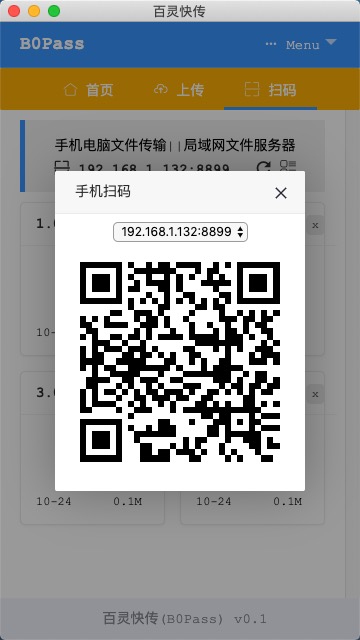 百灵快传
B0Pass
Menu
首页
上传
扫码
手机电脑文件传输||局域网文件服务器
192.168.1.132:8899
手机扫码
192.168.1.132:8899
1.
x
10-
3.
x
10-24 0.1M
10-24 0.1M
百灵快传(B0Pass) v0.1